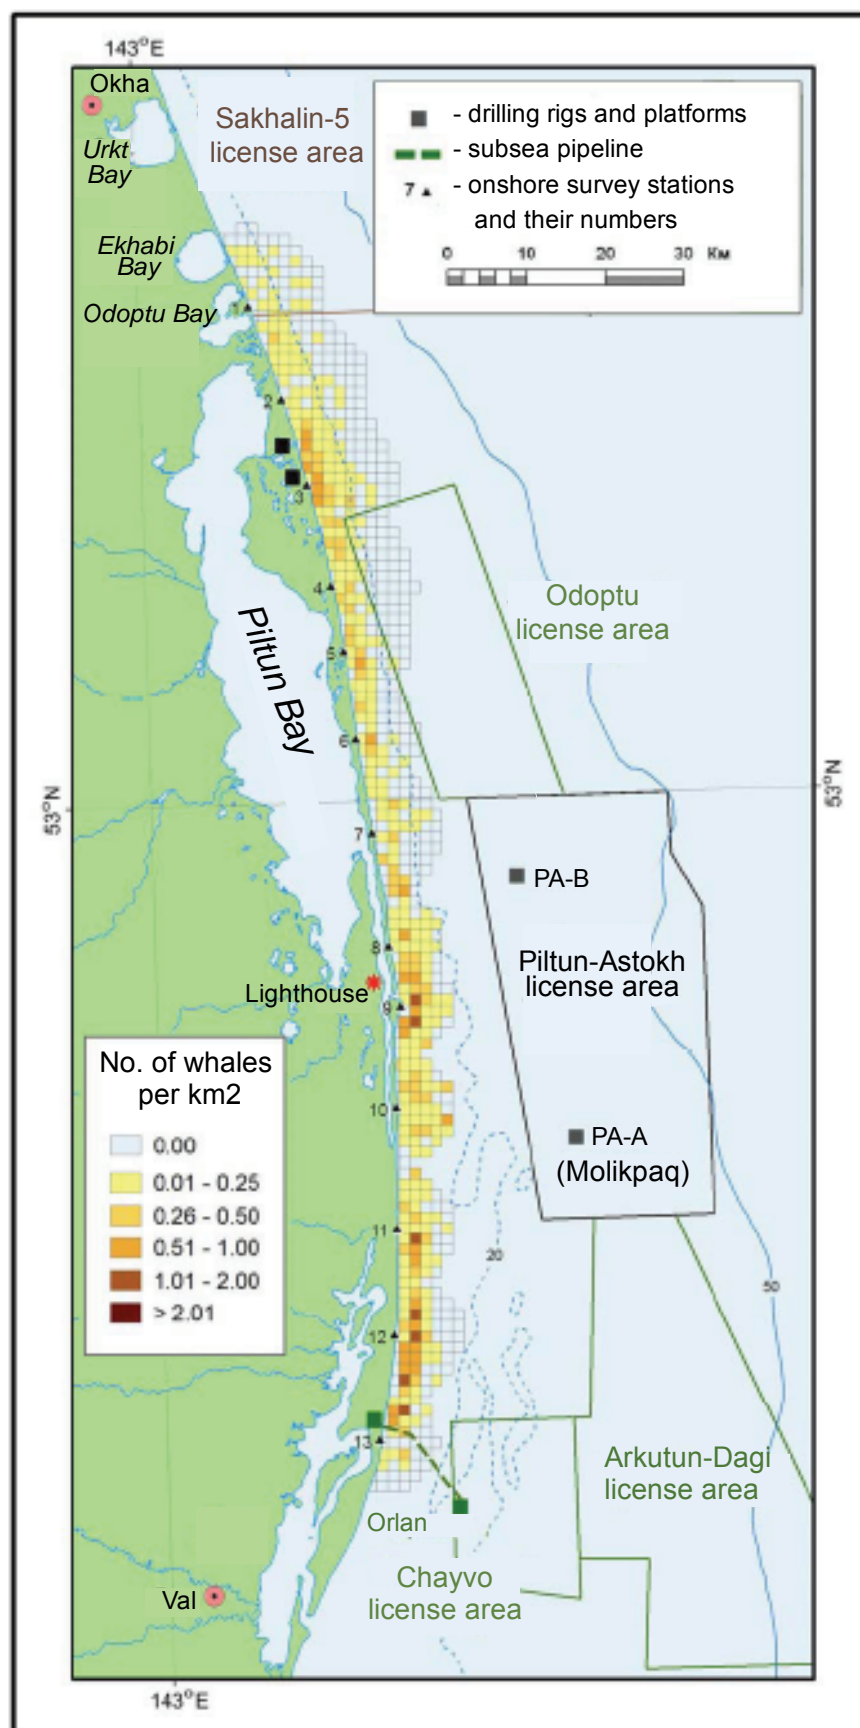 143°E
Okha
Urkt
Bay
Sakhalin-5
license area
- drilling rigs and platforms
- subsea pipeline
7 - onshore survey stations
and their numbers
0 10 20 30 Км
Ekhabi
Bay
Odoptu Bay
1
2
3
4
5
6
7
8
9
10
11
12
13
Piltun Bay
Odoptu
license area
53°N
53°N
PA-B
Piltun-Astokh
license area
Lighthouse
PA-A
(Molikpaq)
No. of whales
per km2
0.00
0.01 - 0.25
0.26 - 0.50
0.51 - 1.00
1.01 - 2.00
> 2.01
20
50
Arkutun-Dagi
license area
Orlan
Chayvo
license area
Val
143°E